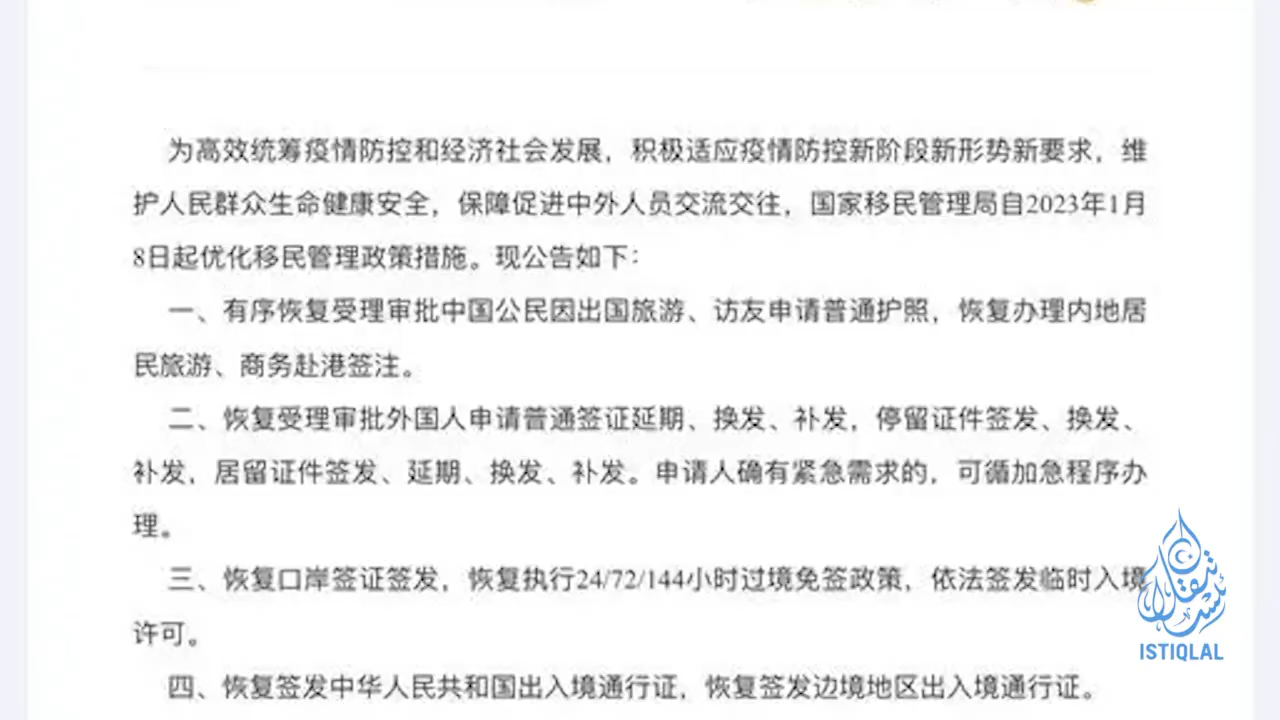 为高效统筹疫情防控和经济社会发展，积极适应疫情防控新阶段新形势新要求，维
护人民群众生命健康安全，保障促进中外人员交流交往，国家移民管理局自2023年1月
8日起优化移民管理政策措施。现公告如下：
一、有序恢复受理审批中国公民因出国旅游、访友申请普通护照，恢复办理内地居
民旅游、商务赴港签注。
二、恢复受理审批外国人申请普通签证延期、换发、补发，停留证件签发、换发、
补发，居留证件签发、延期、换发、补发。申请人确有紧急需求的，可循加急程序办
理。
三、恢复口岸签证签发，恢复执行24/72/144小时过境免签政策，依法签发临时入境
许可。
四、恢复签发中华人民共和国出入境通行证，恢复签发边境地区出入境通行证。
ISTIQLAL